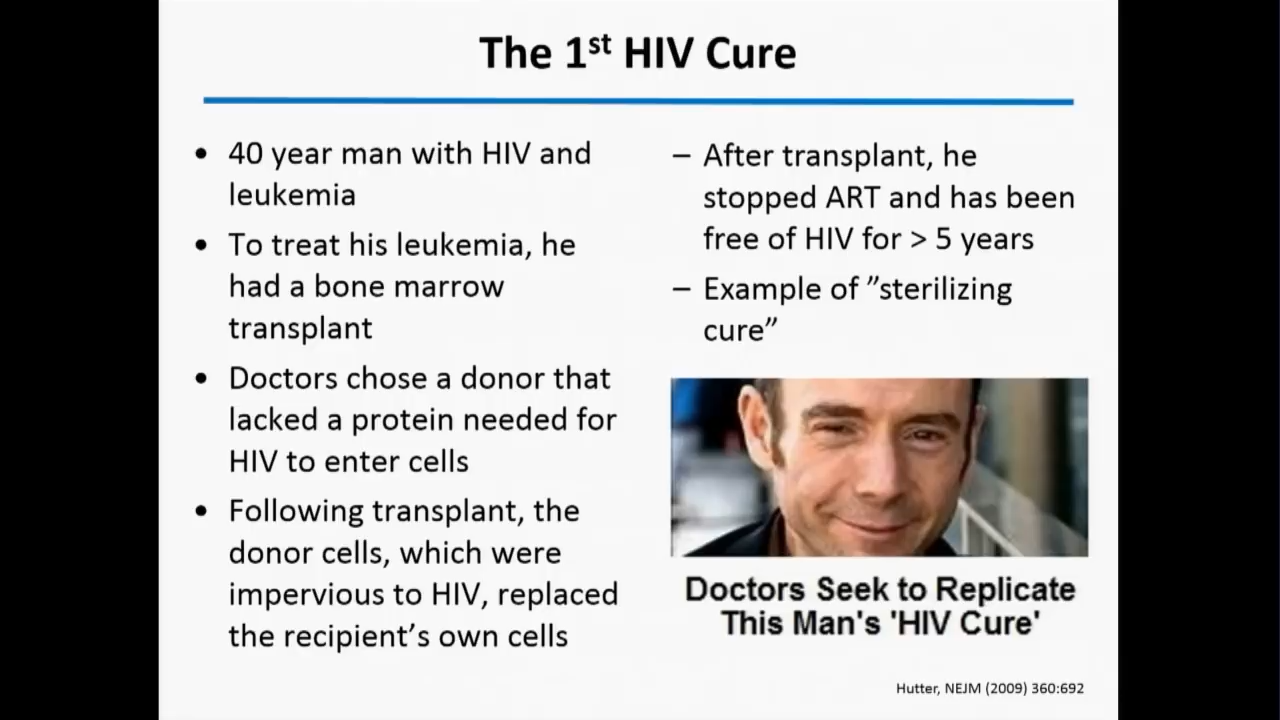 The 1st HIV Cure
• 40 year man with HIV and
leukemia
• To treat his leukemia, he
had a bone marrow
transplant
• Doctors chose a donor that
lacked a protein needed for
HIV to enter cells
• Following transplant, the
donor cells, which were
impervious to HIV, replaced
the recipient’s own cells
– After transplant, he
stopped ART and has been
free of HIV for > 5 years
– Example of ”sterilizing
cure”
Doctors Seek to Replicate
This Man's 'HIV Cure'
Hutter, NEJM (2009) 360:692